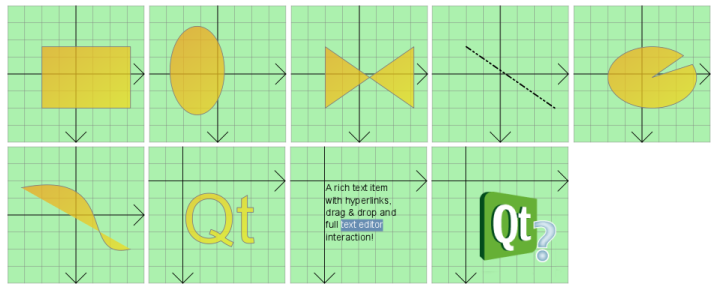 Qt
A rich text item
with hyperlinks,
drag & drop and
full text editor
interaction!
Qt?